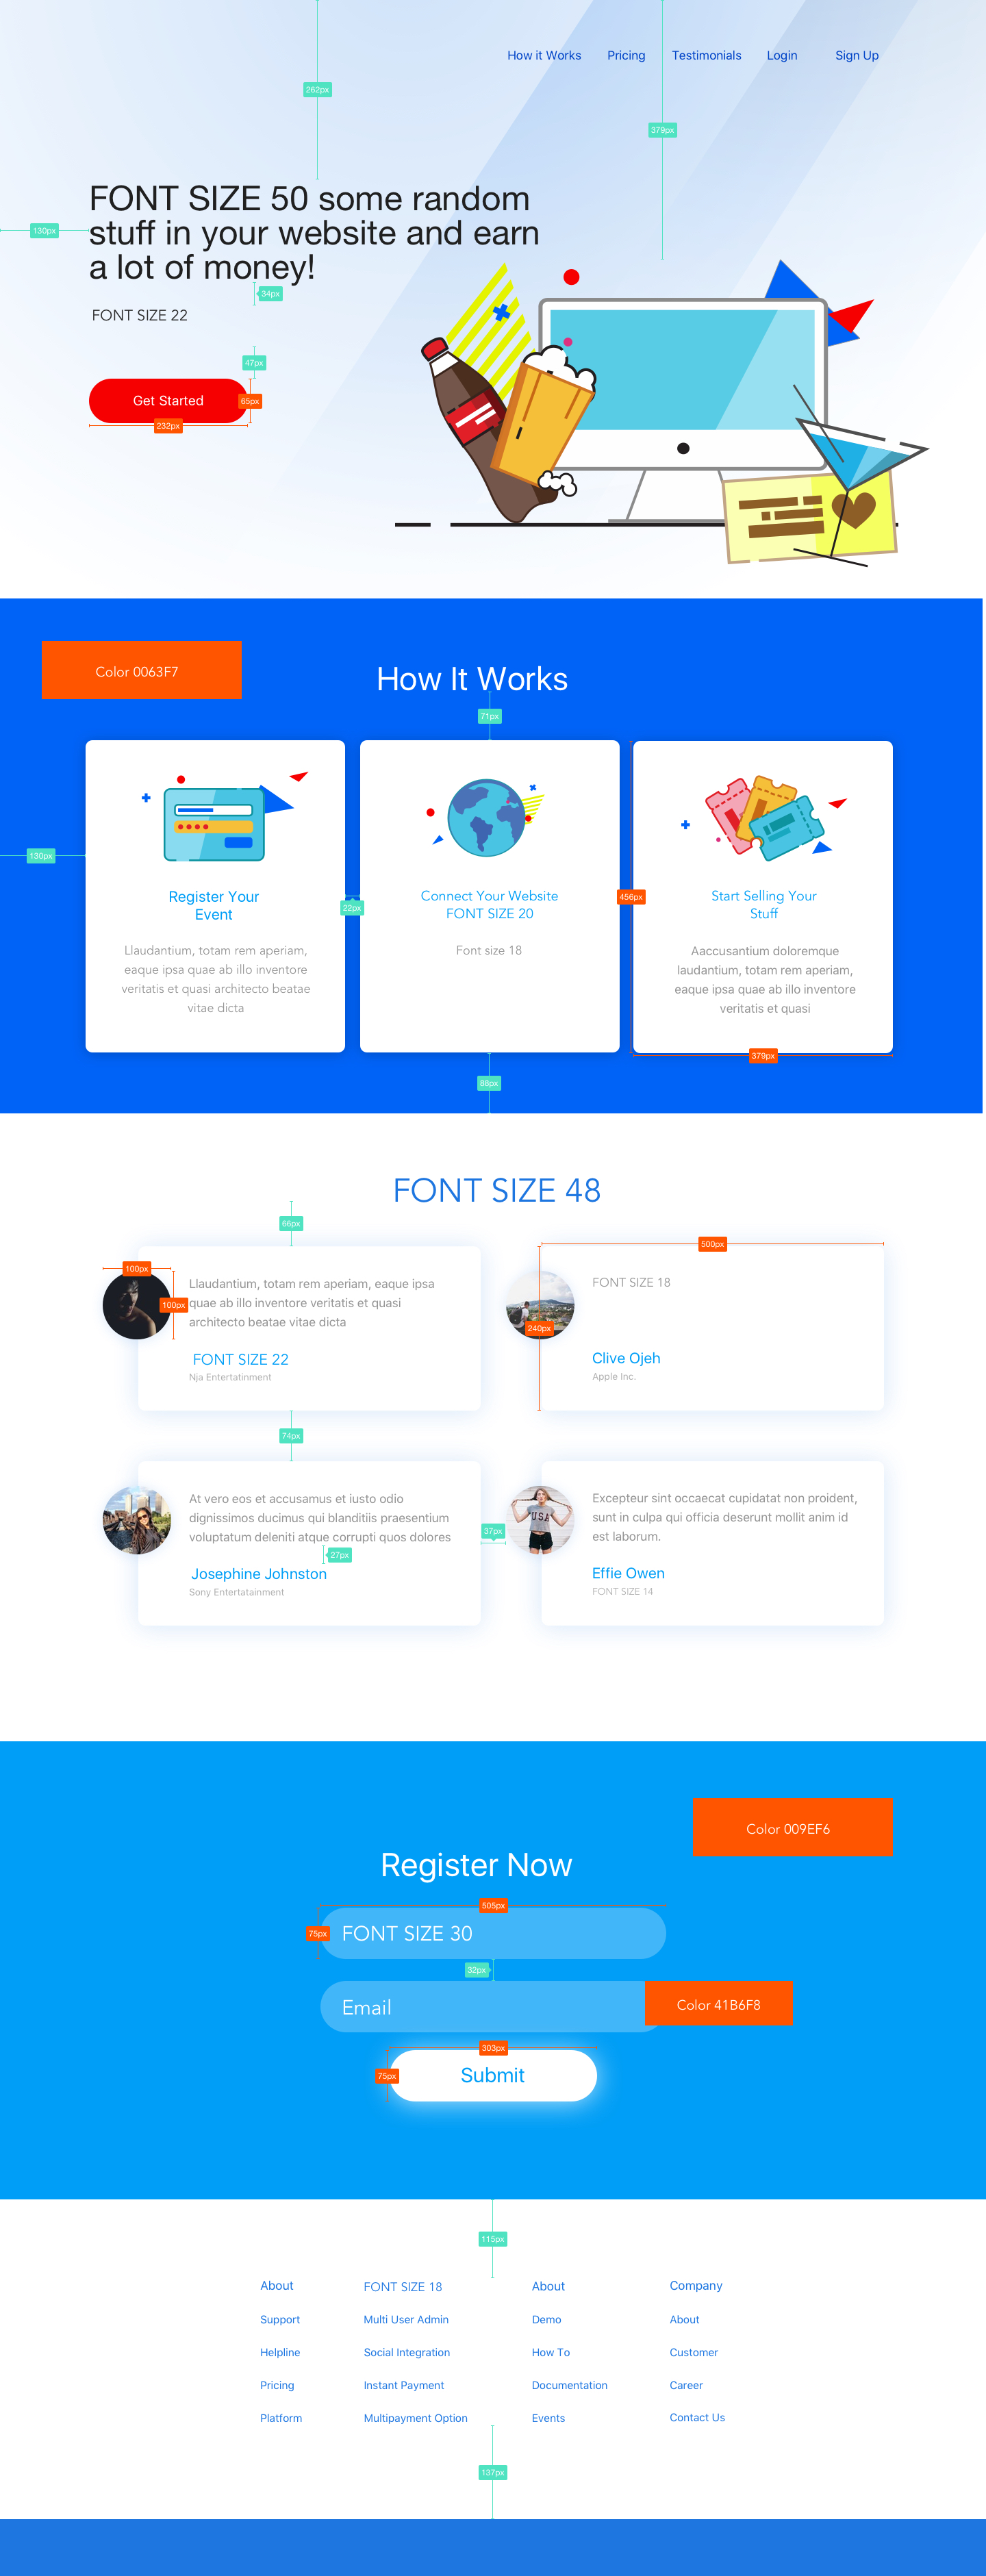 How it Works Pricing Testimonials Login Sign Up
262px
379px
FONT SIZE 50 some random
stuff in your website and earn
a lot of money!
130px
34px
FONT SIZE 22
47px
Get Started
65px
232px
Color 0063F7
How It Works
71px
130px
Register Your
Event
Llaudantium, totam rem aperiam,
eaque ipsa quae ab illo inventore
veritatis et quasi architecto beatae
vitae dicta
22px
Connect Your Website
FONT SIZE 20
Font size 18
456px
Start Selling Your
Stuff
Aaccusantium doloremque
laudantium, totam rem aperiam,
eaque ipsa quae ab illo inventore
veritatis et quasi
379px
88px
FONT SIZE 48
66px
500px
100px
100px
Llaudantium, totam rem aperiam, eaque ipsa
quae ab illo inventore veritatis et quasi
architecto beatae vitae dicta
FONT SIZE 22
Nja Entertatinment
240px
FONT SIZE 18
Clive Ojeh
Apple Inc.
74px
At vero eos et accusamus et iusto odio
dignissimos ducimus qui blanditiis praesentium
voluptatum deleniti atque corrupti quos dolores
27px
Josephine Johnston
Sony Entertatainment
37px
USA
Excepteur sint occaecat cupidatat non proident,
sunt in culpa qui officia deserunt mollit anim id
est laborum.
Effie Owen
FONT SIZE 14
Color 009EF6
Register Now
505px
75px
FONT SIZE 30
32px
Email
Color 41B6F8
303px
75px
Submit
115px
About FONT SIZE 18 About Company
Support Multi User Admin Demo About
Helpline Social Integration How To Customer
Pricing Instant Payment Documentation Career
Platform Multipayment Option Events Contact Us
137px